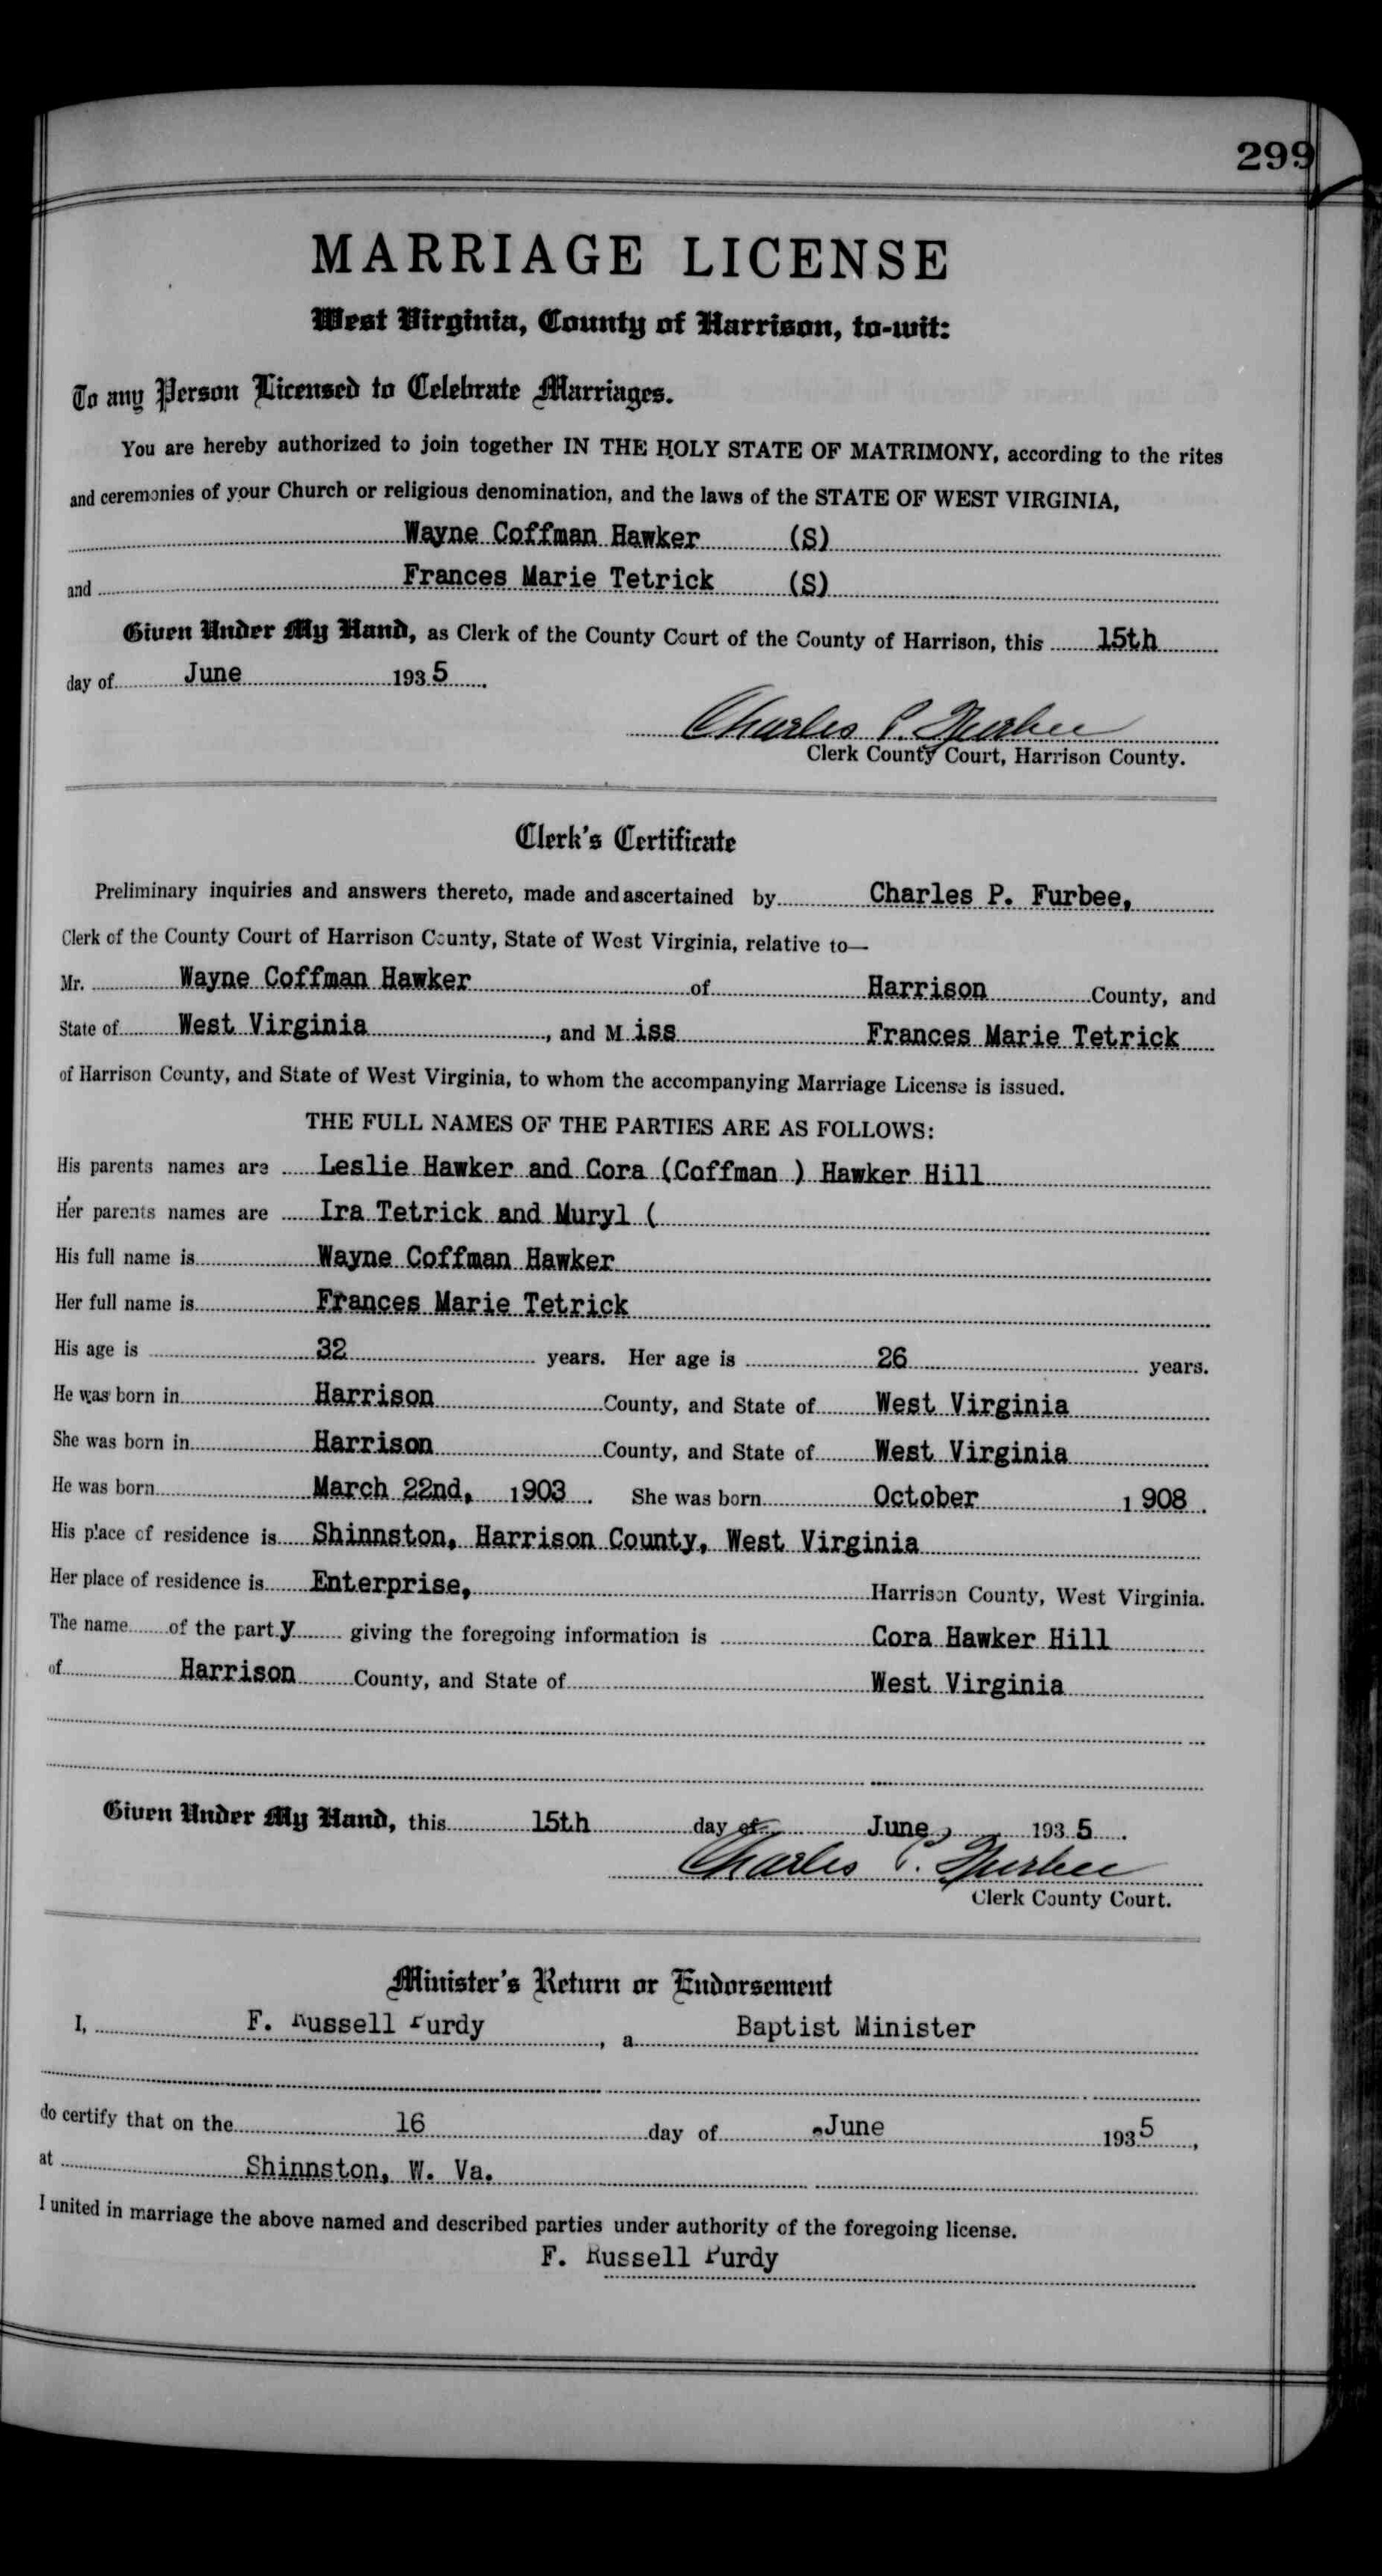 299
MARRIAGE LICENSE
West Virginia, County of Harrison, to-wit:
To any Person Licensed to Celebrate Marriages.
You are hereby authorized to join together IN THE HOLY STATE OF MATRIMONY, according to the rites
and ceremonies of your Church or religious denomination, and the laws of the STATE OF WEST VIRGINIA,
Wayne Coffman Hawker (S)
and Frances Marie Tetrick (S)
Given Under My Hand, as Clerk of the County Court of the County of Harrison, this 15th
day of June 1935
Charles P. Furbee
Clerk County Court, Harrison County.
Clerk's Certificate
Preliminary inquiries and answers thereto, made and ascertained by Charles P. Furbee,
Clerk of the County Court of Harrison County, State of West Virginia, relative to—
Mr. Wayne Coffman Hawker of Harrison County, and
State of West Virginia, and Miss Frances Marie Tetrick
of Harrison County, and State of West Virginia, to whom the accompanying Marriage License is issued.
THE FULL NAMES OF THE PARTIES ARE AS FOLLOWS:
His parents names are Leslie Hawker and Cora (Coffman ) Hawker Hill
Her parents names are Ira Tetrick and Muryl (
His full name is Wayne Coffman Hawker
Her full name is Frances Marie Tetrick
His age is 32 years. Her age is 26 years.
He was born in Harrison County, and State of West Virginia
She was born in Harrison County, and State of West Virginia
He was born March 22nd, 1903. She was born October 1908.
His place of residence is Shinnston, Harrison County, West Virginia
Her place of residence is Enterprise, Harrison County, West Virginia.
The name of the party giving the foregoing information is Cora Hawker Hill
of Harrison County, and State of West Virginia
Given Under My Hand, this 15th day of June, 1935.
Charles P. Furbee
Clerk County Court.
Minister's Return or Endorsement
I, F. Russell Purdy, a Baptist Minister
do certify that on the 16 day of June 1935,
at Shinnston, W. Va.
I united in marriage the above named and described parties under authority of the foregoing license.
F. Russell Purdy